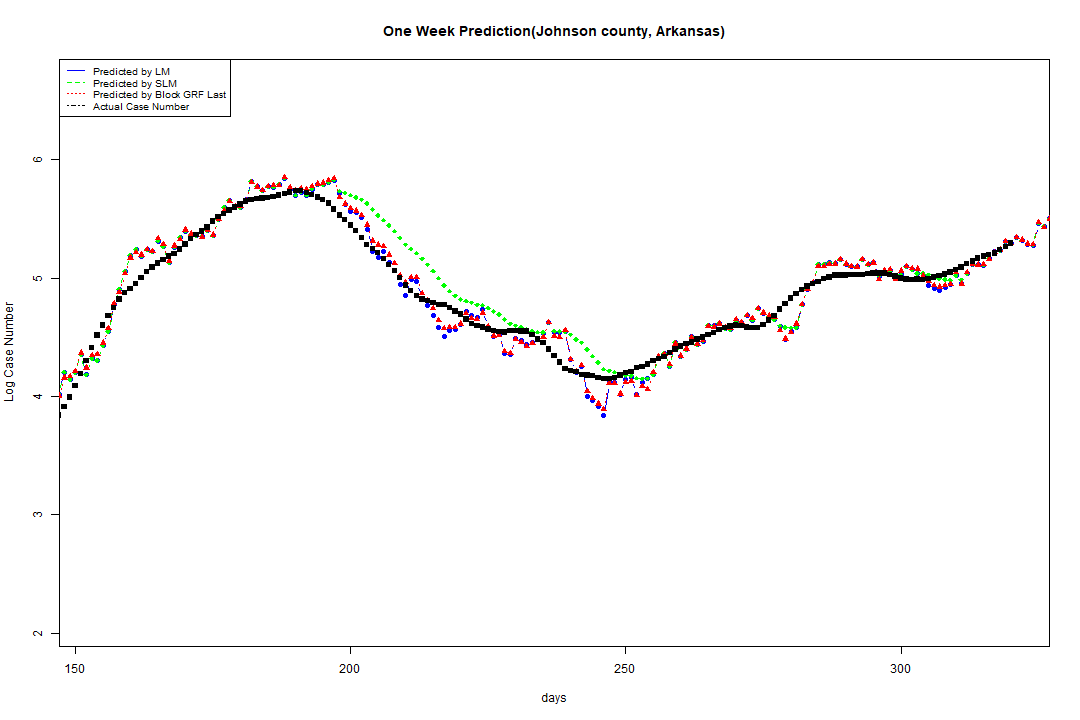 One Week Prediction(Johnson county, Arkansas)
Predicted by LM
Predicted by SLM
Predicted by Block GRF Last
Actual Case Number
Log Case Number
6
5
4
3
2
150 200 250 300
days